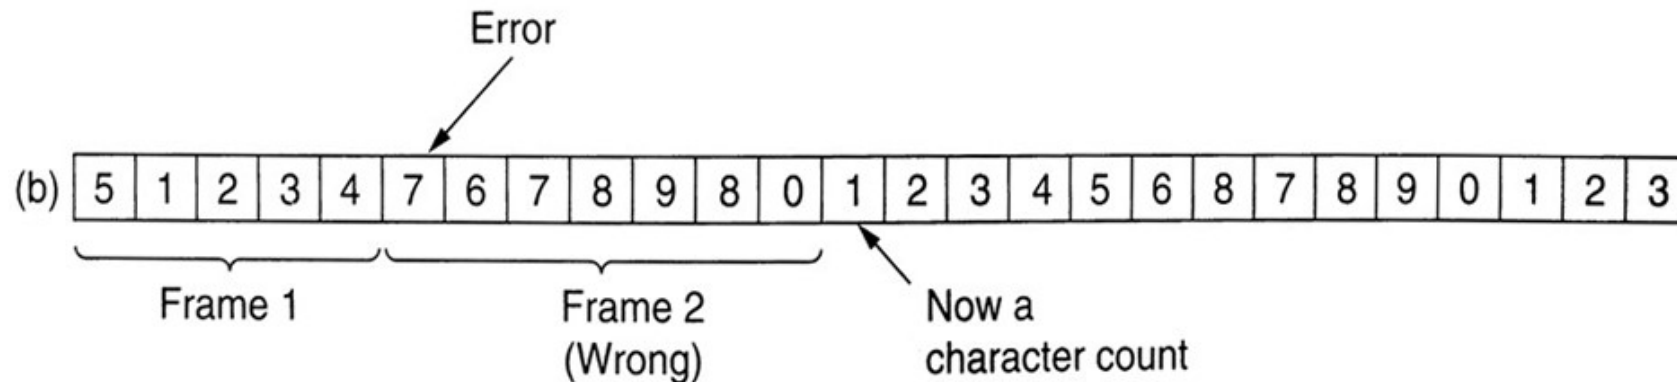 Error
(b) 5 1 2 3 4 7 6 7 8 9 8 0 1 2 3 4 5 6 8 7 8 9 0 1 2 3
Frame 1
Frame 2
(Wrong)
Now a
character count